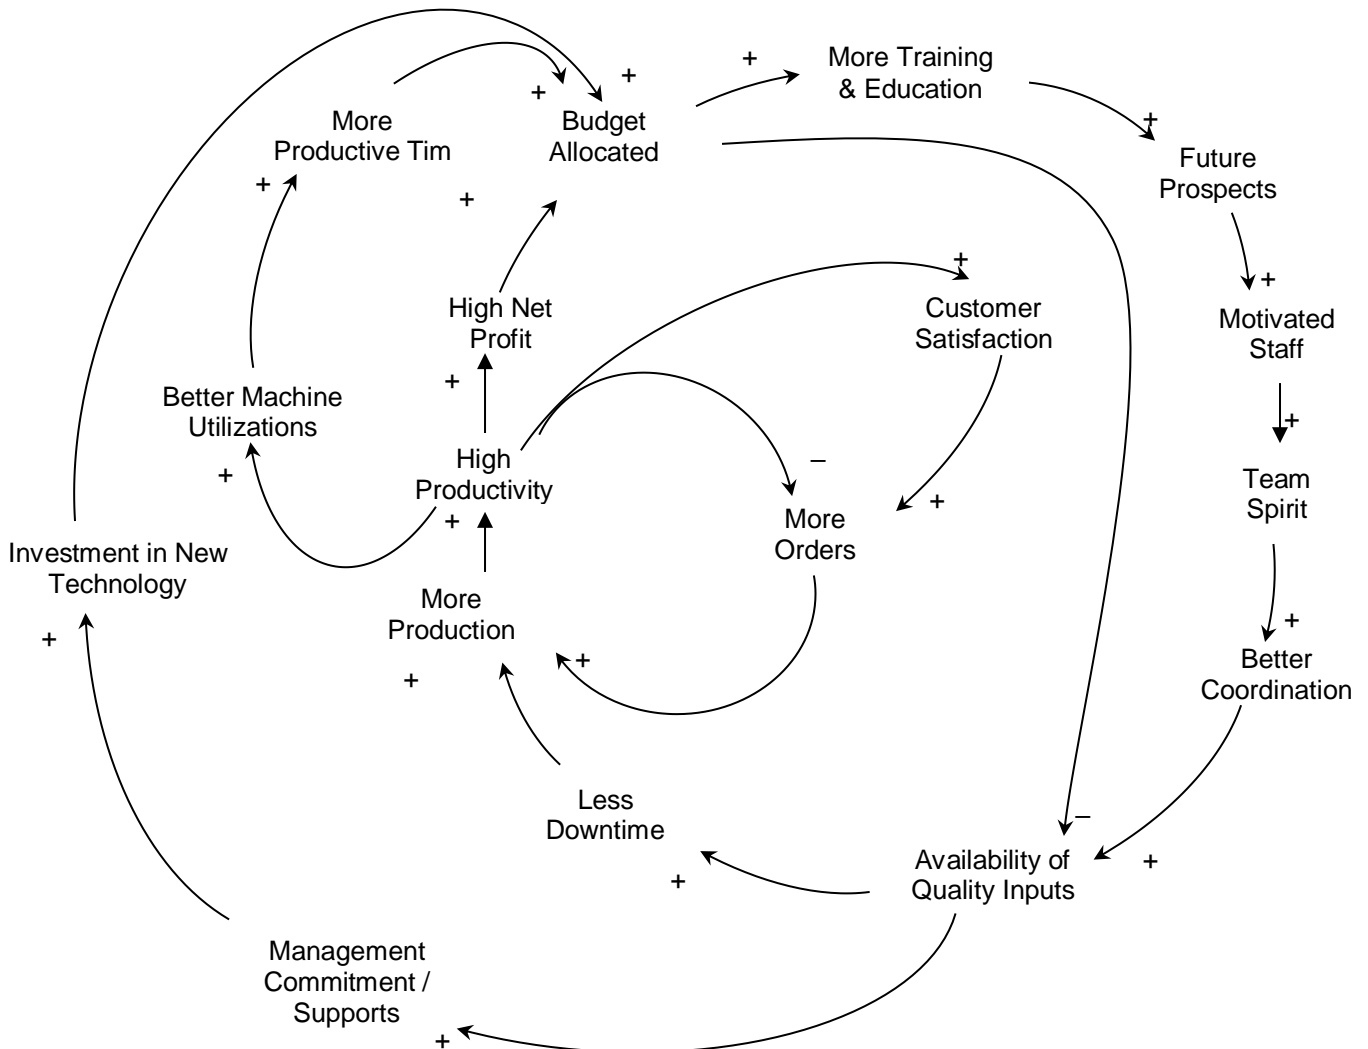 +
More Training
& Education
+
+
+
More
Productive Tim
Budget
Allocated
+
Future
Prospects
+
+
+
+
High Net
Profit
Customer
Satisfaction
Motivated
Staff
+
Better Machine
Utilizations
+
+
High
Productivity
–
Team
Spirit
+
+
More
Orders
Investment in New
Technology
More
Production
+
+
+
+
Better
Coordination
Less
Downtime
–
Availability of
Quality Inputs
+
+
Management
Commitment /
Supports
+